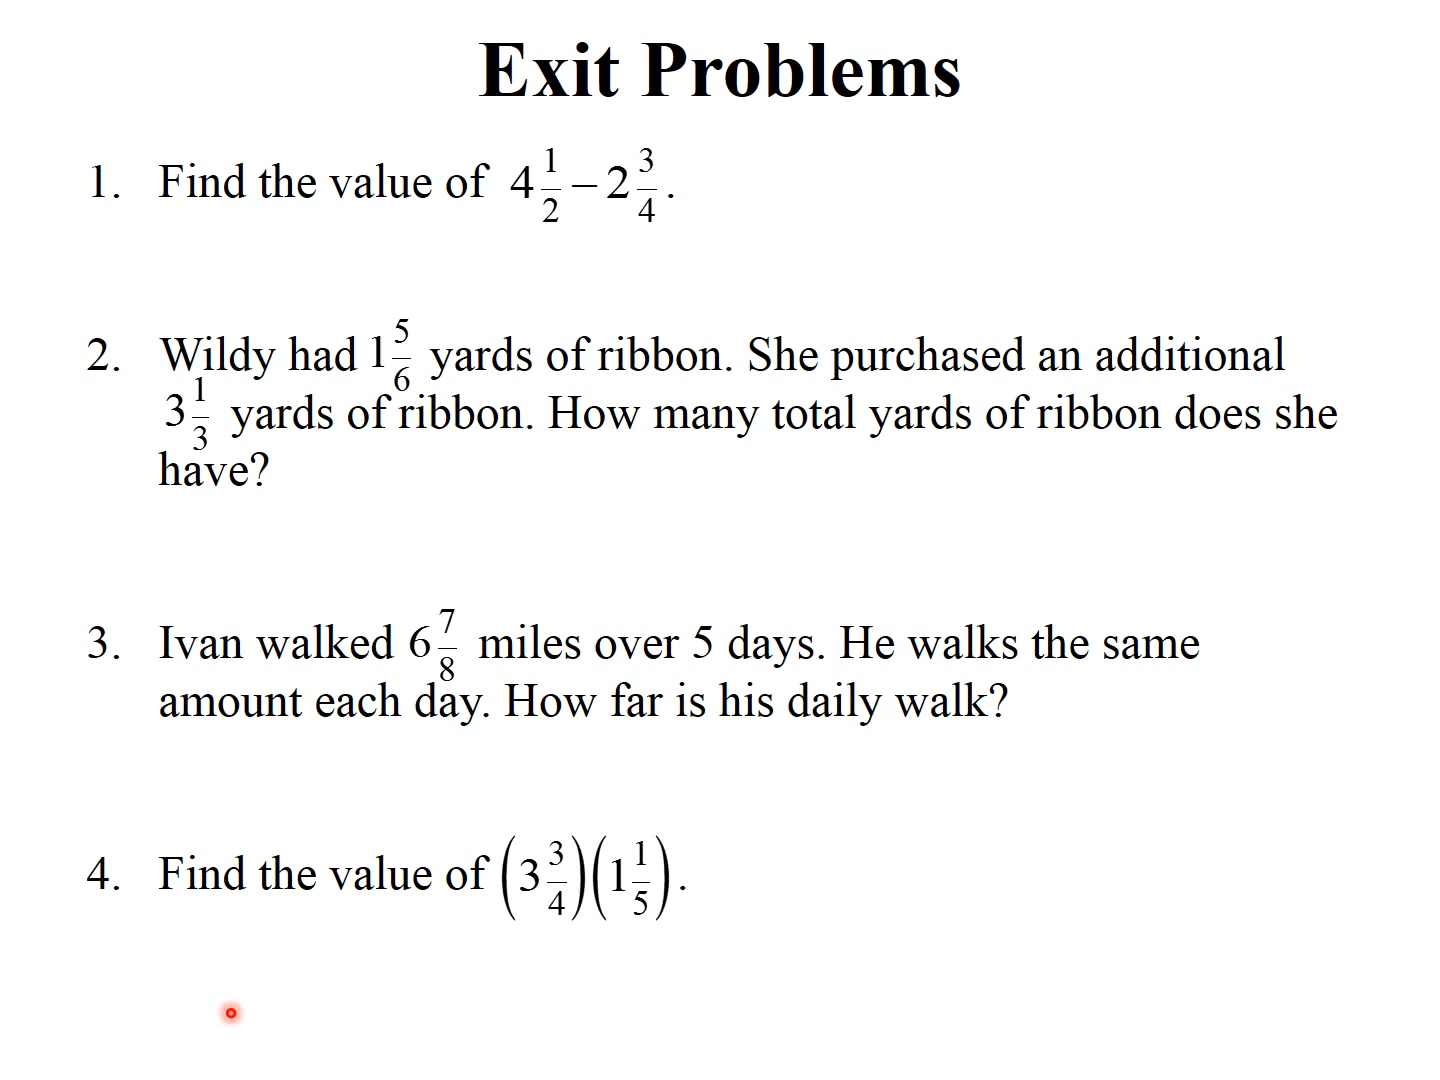 Exit Problems
1. Find the value of 4 1/2 – 2 3/4.
2. Wildy had 1 5/6 yards of ribbon. She purchased an additional
3 1/3 yards of ribbon. How many total yards of ribbon does she
have?
3. Ivan walked 6 7/8 miles over 5 days. He walks the same
amount each day. How far is his daily walk?
4. Find the value of (3 3/4)(1 1/5).